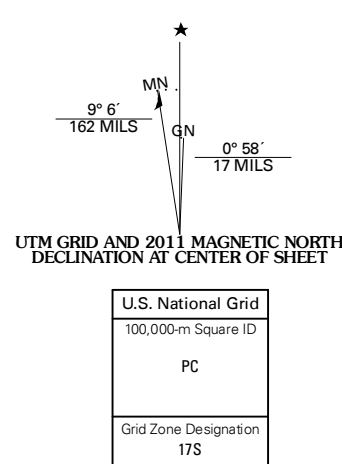 ★
MN
9° 6´
162 MILS
GN
0° 58´
17 MILS
UTM GRID AND 2011 MAGNETIC NORTH
DECLINATION AT CENTER OF SHEET
U.S. National Grid
100,000-m Square ID
PC
Grid Zone Designation
17S